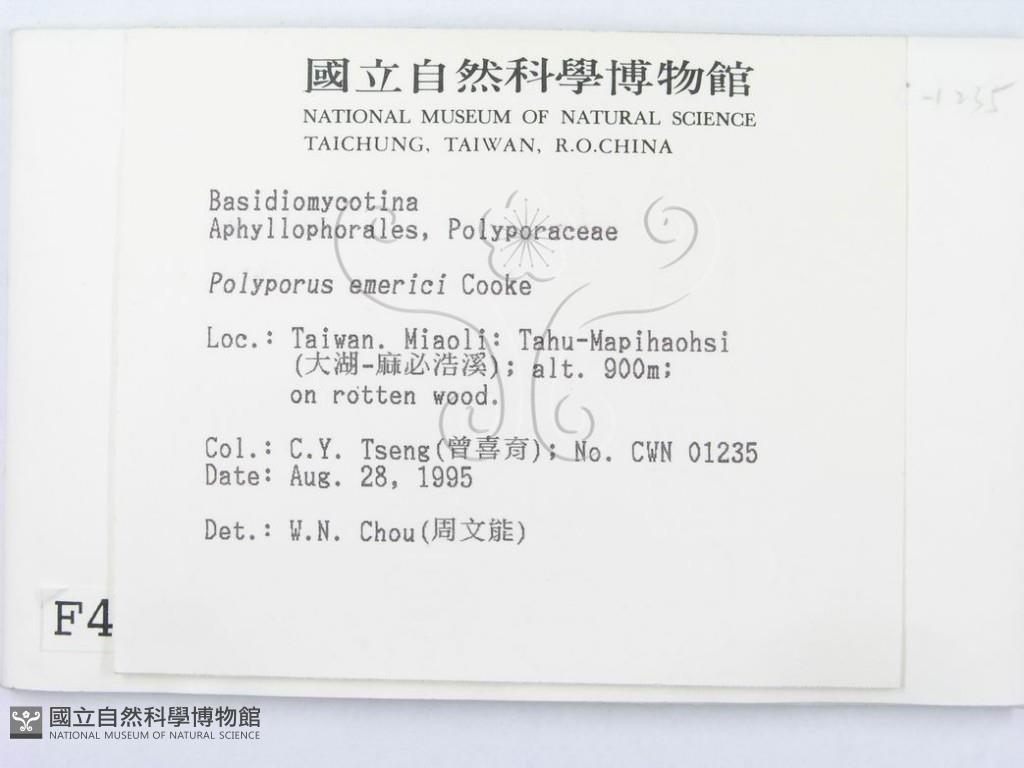 國立自然科學博物館
NATIONAL MUSEUM OF NATURAL SCIENCE
TAICHUNG, TAIWAN, R.O.CHINA
Basidiomycotina
Aphyllophorales, Polyporaceae
Polyporus emerici Cooke
Loc.: Taiwan. Miaoli: Tahu-Mapihaohsi
(大湖-麻必浩溪); alt. 900m;
on rotten wood.
Col.: C.Y. Tseng(曾喜育); No. CWN 01235
Date: Aug. 28, 1995
Det.: W.N. Chou(周文能)
F4
國立自然科學博物館
NATIONAL MUSEUM OF NATURAL SCIENCE